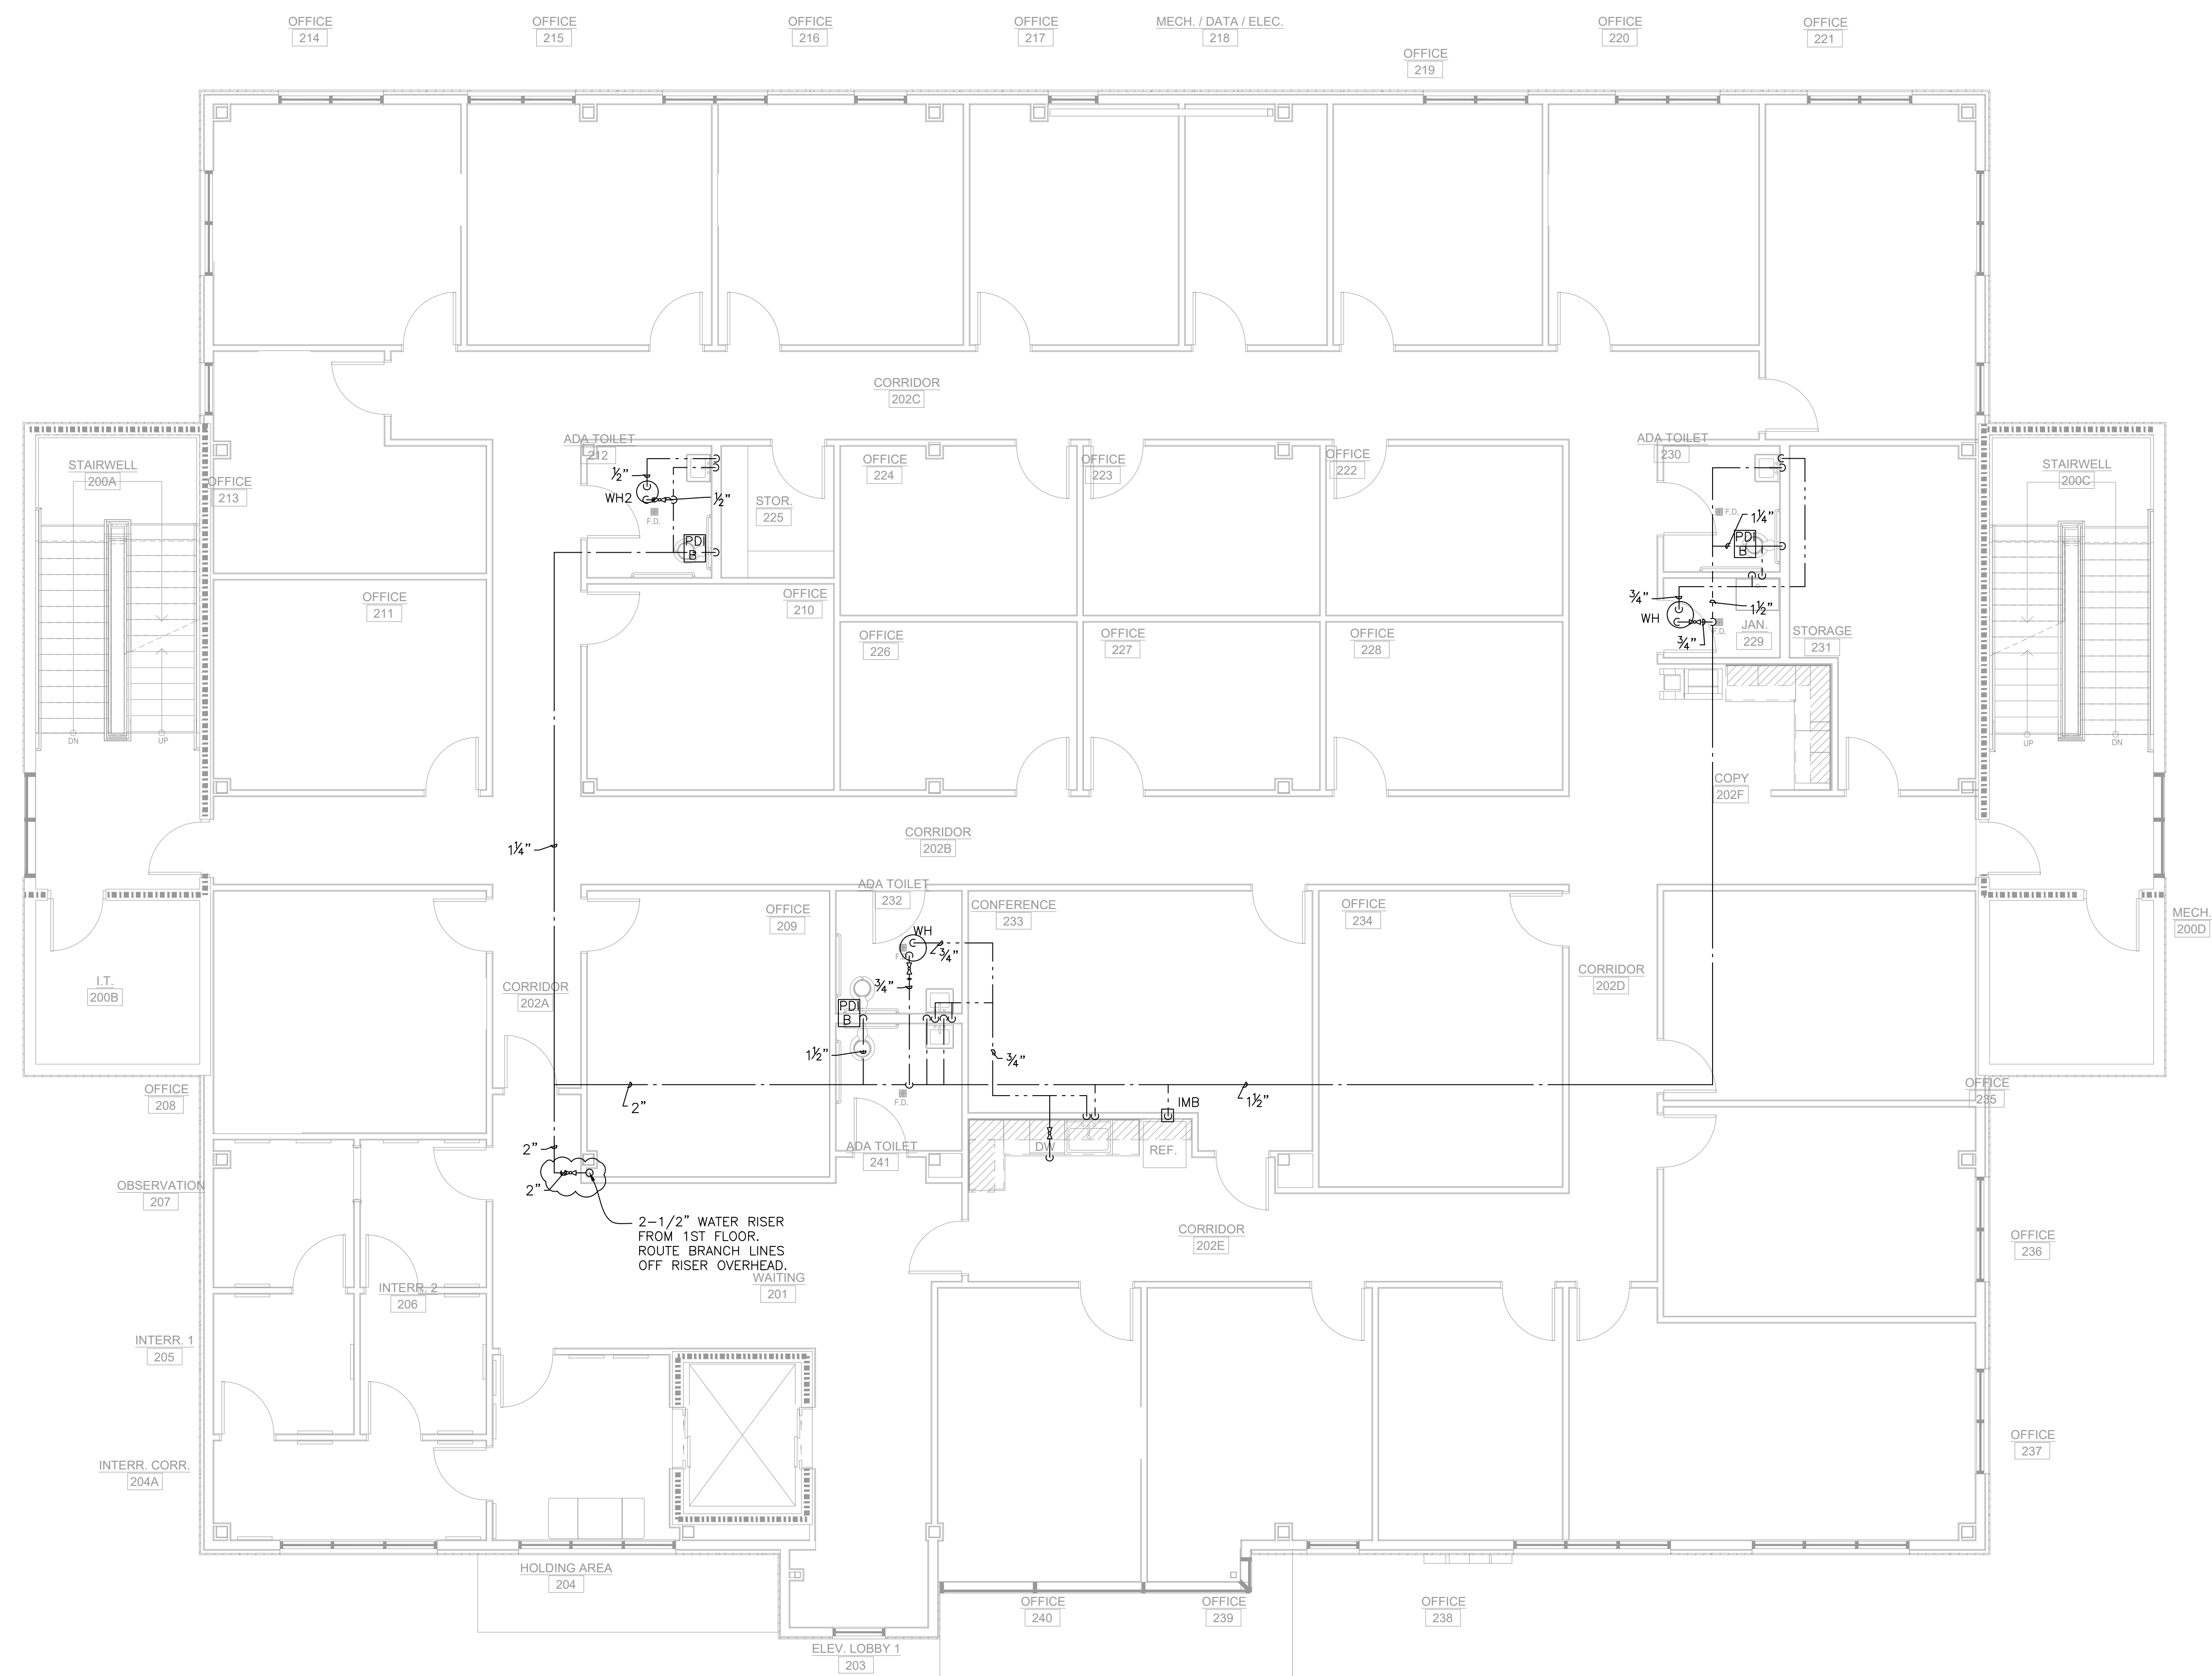 OFFICE
214
OFFICE
215
OFFICE
216
OFFICE
217
MECH. / DATA / ELEC.
218
OFFICE
219
OFFICE
220
OFFICE
221
CORRIDOR
202C
STAIRWELL
200A
DN
UP
OFFICE
213
ADA TOILET
212
½"
WH2
½"
F.D.
PDI
B
STOR.
225
OFFICE
224
OFFICE
223
OFFICE
222
ADA TOILET
230
F.D.
1¼"
PDI
B
STAIRWELL
200C
UP
DN
OFFICE
211
OFFICE
210
OFFICE
226
OFFICE
227
OFFICE
228
¾"
WH
¾"
1½"
F.D.
JAN.
229
STORAGE
231
COPY
202F
1¼"
CORRIDOR
202B
OFFICE
209
ADA TOILET
232
WH
F.D.
¾"
¾"
PDI
B
1½"
CONFERENCE
233
OFFICE
234
MECH.
200D
I.T.
200B
CORRIDOR
202A
CORRIDOR
202D
¾"
2"
F.D.
IMB
1½"
OFFICE
208
OFFICE
235
2"
2"
ADA TOILET
241
DW
REF.
OBSERVATION
207
2-1/2" WATER RISER
FROM 1ST FLOOR.
ROUTE BRANCH LINES
OFF RISER OVERHEAD.
CORRIDOR
202E
OFFICE
236
WAITING
201
INTERR. 2
206
INTERR. 1
205
INTERR. CORR.
204A
OFFICE
237
HOLDING AREA
204
OFFICE
240
OFFICE
239
OFFICE
238
ELEV. LOBBY 1
203